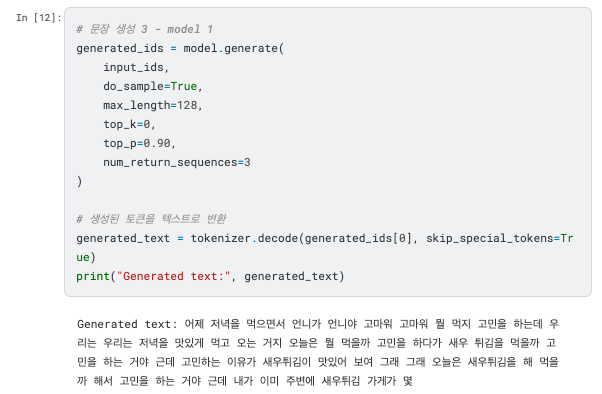 In [12]:
# 문장 생성 3 - model 1
generated_ids = model.generate(
    input_ids,
    do_sample=True,
    max_length=128,
    top_k=0,
    top_p=0.90,
    num_return_sequences=3
)
# 생성된 토큰을 텍스트로 변환
generated_text = tokenizer.decode(generated_ids[0], skip_special_tokens=Tr
ue)
print("Generated text:", generated_text)
Generated text: 어제 저녁을 먹으면서 언니가 언니야 고마워 고마워 뭘 먹지 고민을 하는데 우
리는 우리는 저녁을 맛있게 먹고 오는 거지 오늘은 뭘 먹을까 고민을 하다가 새우 튀김을 먹을까 고
민을 하는 거야 근데 고민하는 이유가 새우튀김이 맛있어 보여 그래 그래 오늘은 새우튀김을 해 먹을
까 해서 고민을 하는 거야 근데 내가 이미 주변에 새우튀김 가게가 몇